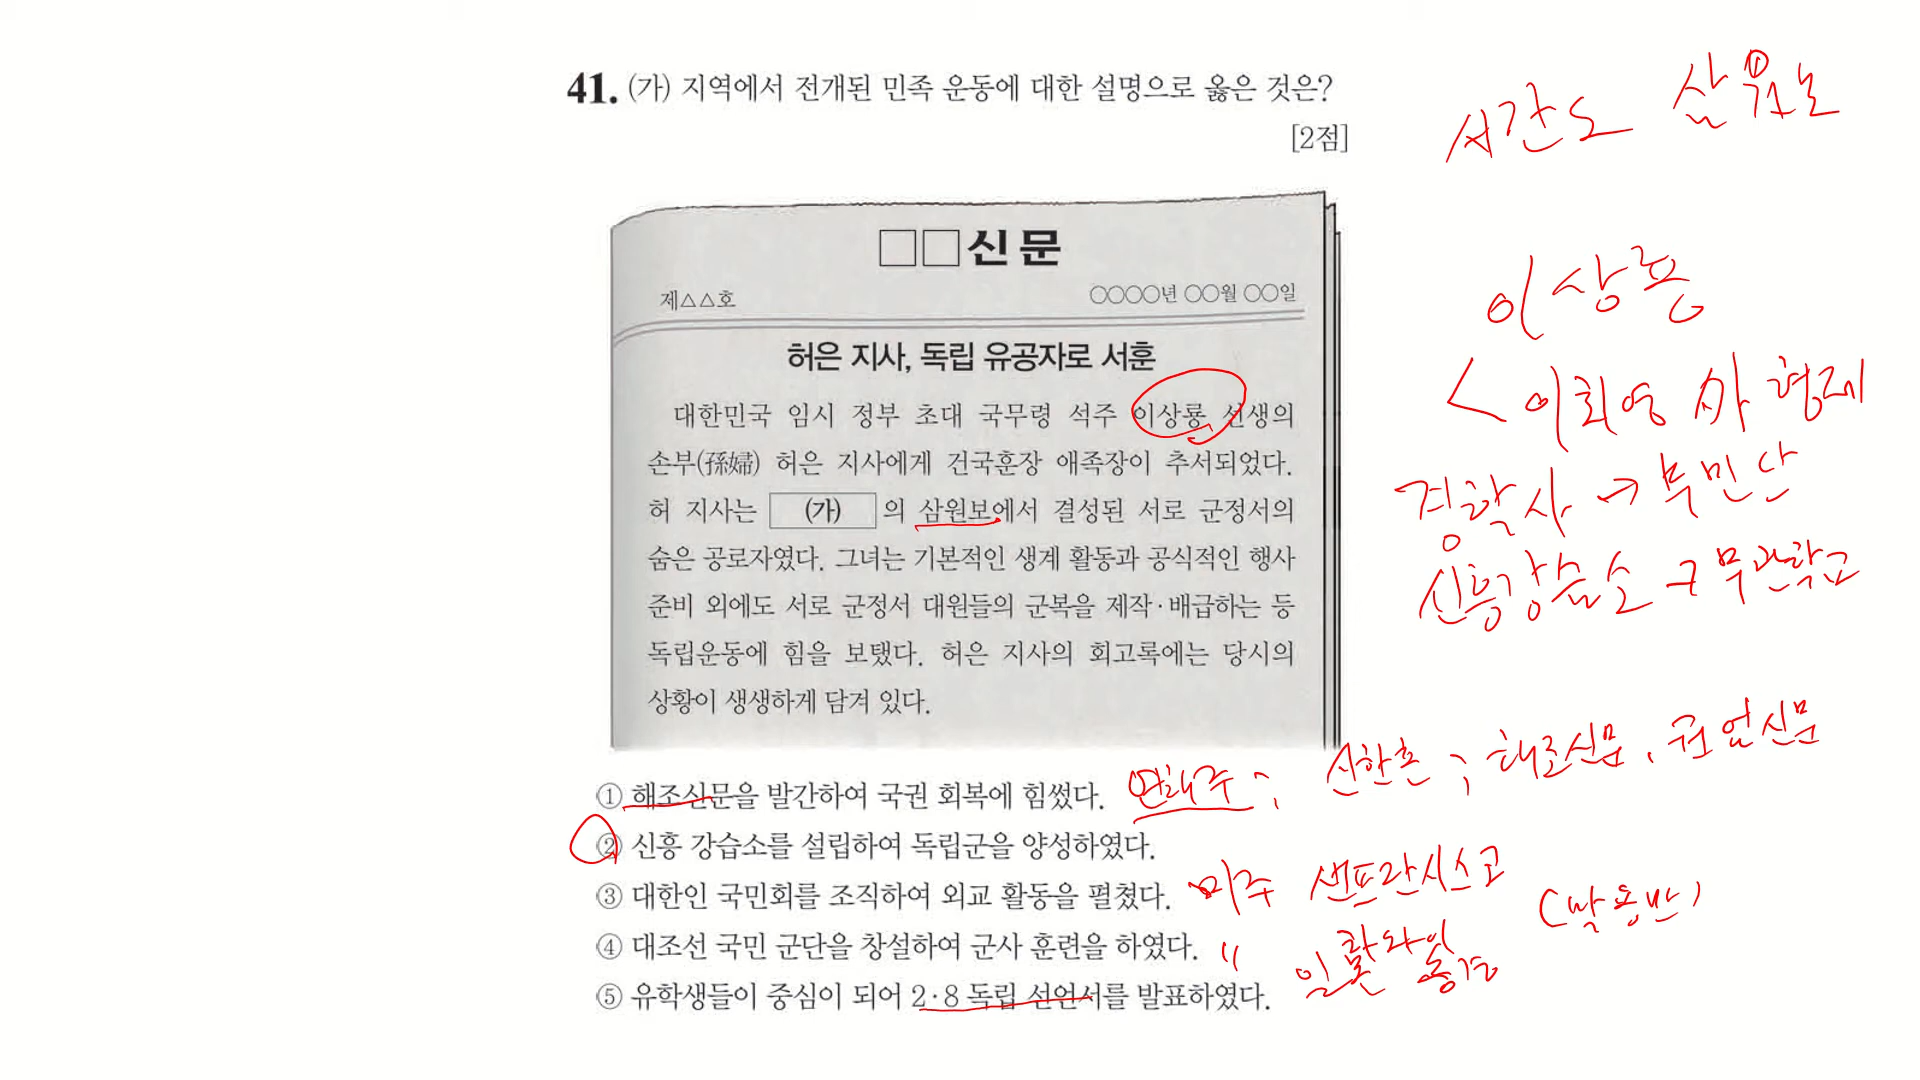 41. (가) 지역에서 전개된 민족 운동에 대한 설명으로 옳은 것은?
[2점]
□□신문
제△△호
○○○○년 ○○월 ○○일
허은 지사, 독립 유공자로 서훈
대한민국 임시 정부 초대 국무령 석주 이상룡 선생의
손부(孫婦) 허은 지사에게 건국훈장 애족장이 추서되었다.
허 지사는 (가) 의 삼원보에서 결성된 서로 군정서의
숨은 공로자였다. 그녀는 기본적인 생계 활동과 공식적인 행사
준비 외에도 서로 군정서 대원들의 군복을 제작·배급하는 등
독립운동에 힘을 보탰다. 허은 지사의 회고록에는 당시의
상황이 생생하게 담겨 있다.
① 해조신문을 발간하여 국권 회복에 힘썼다.
② 신흥 강습소를 설립하여 독립군을 양성하였다.
③ 대한인 국민회를 조직하여 외교 활동을 펼쳤다.
④ 대조선 국민 군단을 창설하여 군사 훈련을 하였다.
⑤ 유학생들이 중심이 되어 2·8 독립 선언서를 발표하였다.
서간도 삼원보
이상룡
< 이회영 形제
경학사 → 부민단
신흥강습소 → 무관학교
연해주 ; 신한촌 ; 해조신문, 권업신문
미주 샌프란시스코
" 하와이 (박용만)
일본 동경